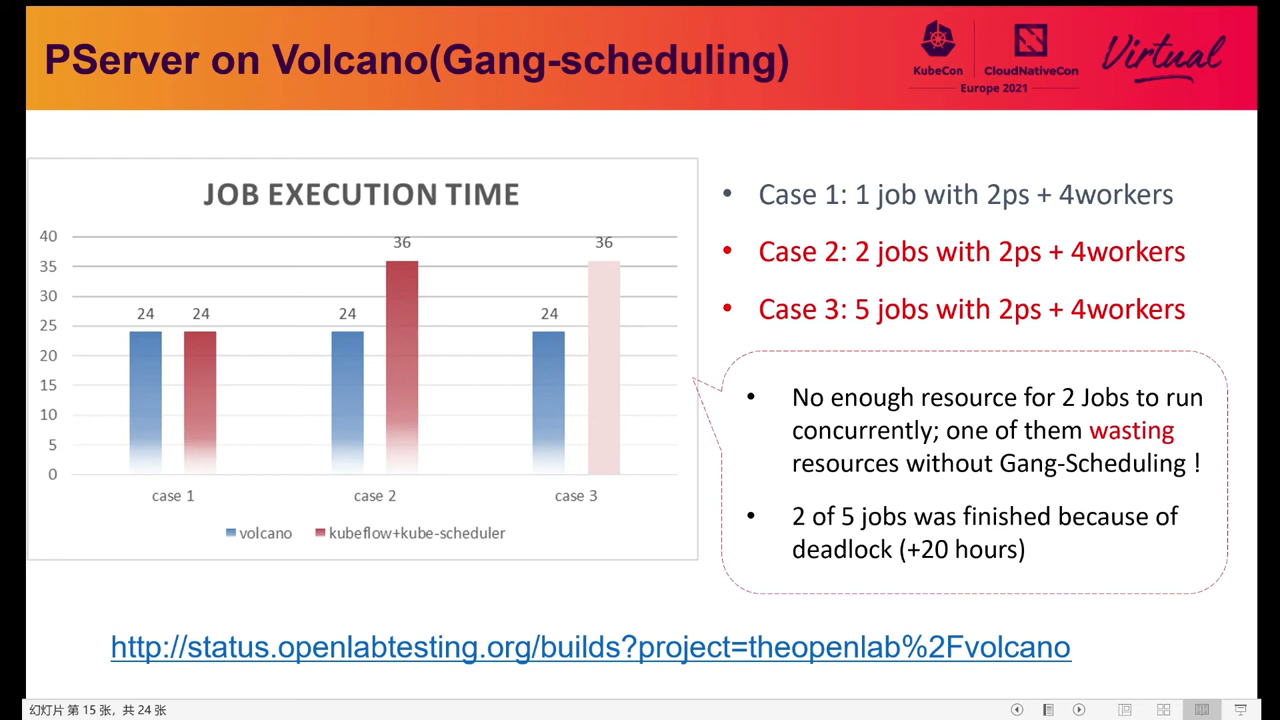 PServer on Volcano(Gang-scheduling)
KubeCon
CloudNativeCon
Europe 2021
Virtual
JOB EXECUTION TIME
40
35
30
25
20
15
10
5
0
24
24
24
36
24
36
case 1
case 2
case 3
volcano
kubeflow+kube-scheduler
• Case 1: 1 job with 2ps + 4workers
• Case 2: 2 jobs with 2ps + 4workers
• Case 3: 5 jobs with 2ps + 4workers
• No enough resource for 2 Jobs to run
concurrently; one of them wasting
resources without Gang-Scheduling !
• 2 of 5 jobs was finished because of
deadlock (+20 hours)
http://status.openlabtesting.org/builds?project=theopenlab%2Fvolcano
幻灯片 第 15 张，共 24 张